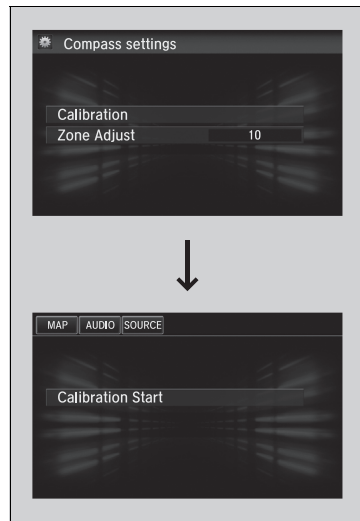 Compass settings
Calibration
Zone Adjust 10
MAP AUDIO SOURCE
Calibration Start